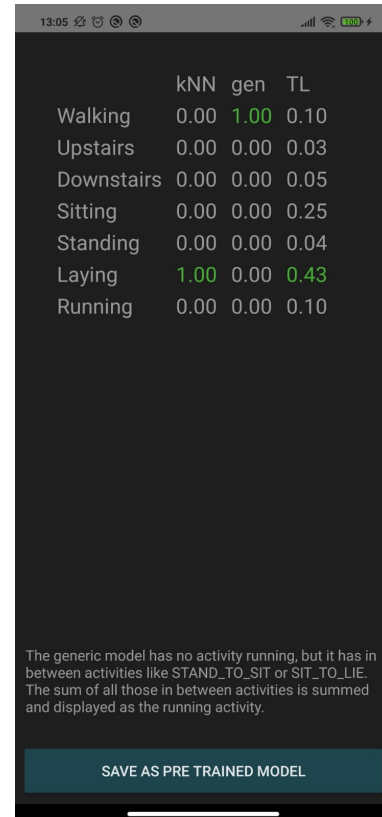 13:05 100
kNN gen TL
Walking 0.00 1.00 0.10
Upstairs 0.00 0.00 0.03
Downstairs 0.00 0.00 0.05
Sitting 0.00 0.00 0.25
Standing 0.00 0.00 0.04
Laying 1.00 0.00 0.43
Running 0.00 0.00 0.10
The generic model has no activity running, but it has in
between activities like STAND_TO_SIT or SIT_TO_LIE.
The sum of all those in between activities is summed
and displayed as the running activity.
SAVE AS PRE TRAINED MODEL